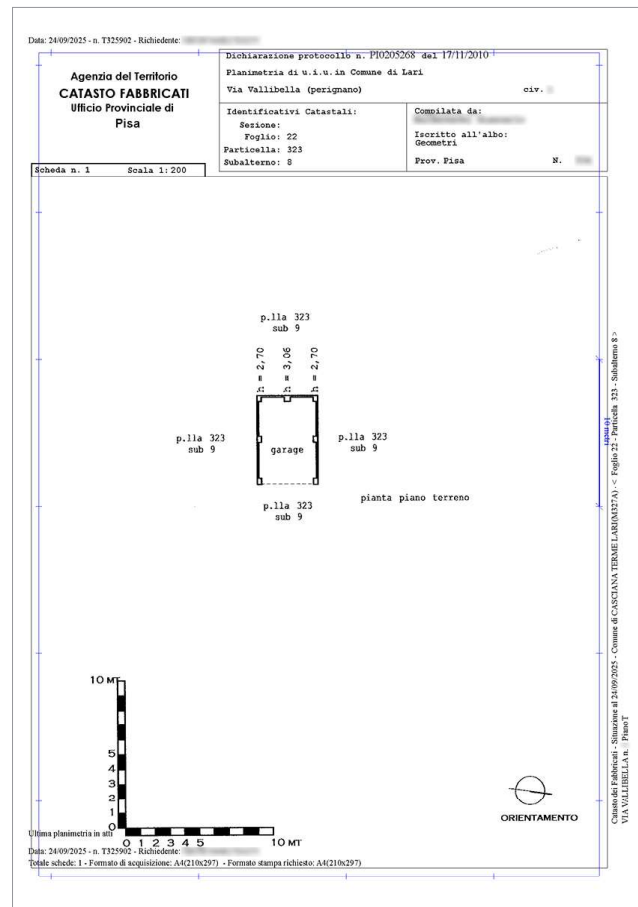 Data: 24/09/2025 - n. T325902 - Richiedente:
Agenzia del Territorio
CATASTO FABBRICATI
Ufficio Provinciale di
Pisa
Dichiarazione protocollo n. PI0205268 del 17/11/2010
Planimetria di u.i.u. in Comune di Lari
Via Vallibella (perignano) civ.
Identificativi Catastali:
Sezione:
Foglio: 22
Particella: 323
Subalterno: 8
Compilata da:
Iscritto all'albo:
Geometri
Prov. Pisa N.
Scheda n. 1 Scala 1:200
p.lla 323
sub 9
h = 2,70
h = 3,06
h = 2,70
p.lla 323
sub 9
garage
p.lla 323
sub 9
p.lla 323
sub 9
pianta piano terreno
10 metri
Catasto dei Fabbricati - Situazione al 24/09/2025 - Comune di CASCIANA TERME LARI(M327A) - < Foglio 22 - Particella 323 - Subalterno 8 >
VIA VALLIBELLA n. Piano T
10 MT
5
4
3
2
1
0
0 1 2 3 4 5 10 MT
ORIENTAMENTO
Ultima planimetria in atti
Data: 24/09/2025 - n. T325902 - Richiedente:
Totale schede: 1 - Formato di acquisizione: A4(210x297) - Formato stampa richiesto: A4(210x297)